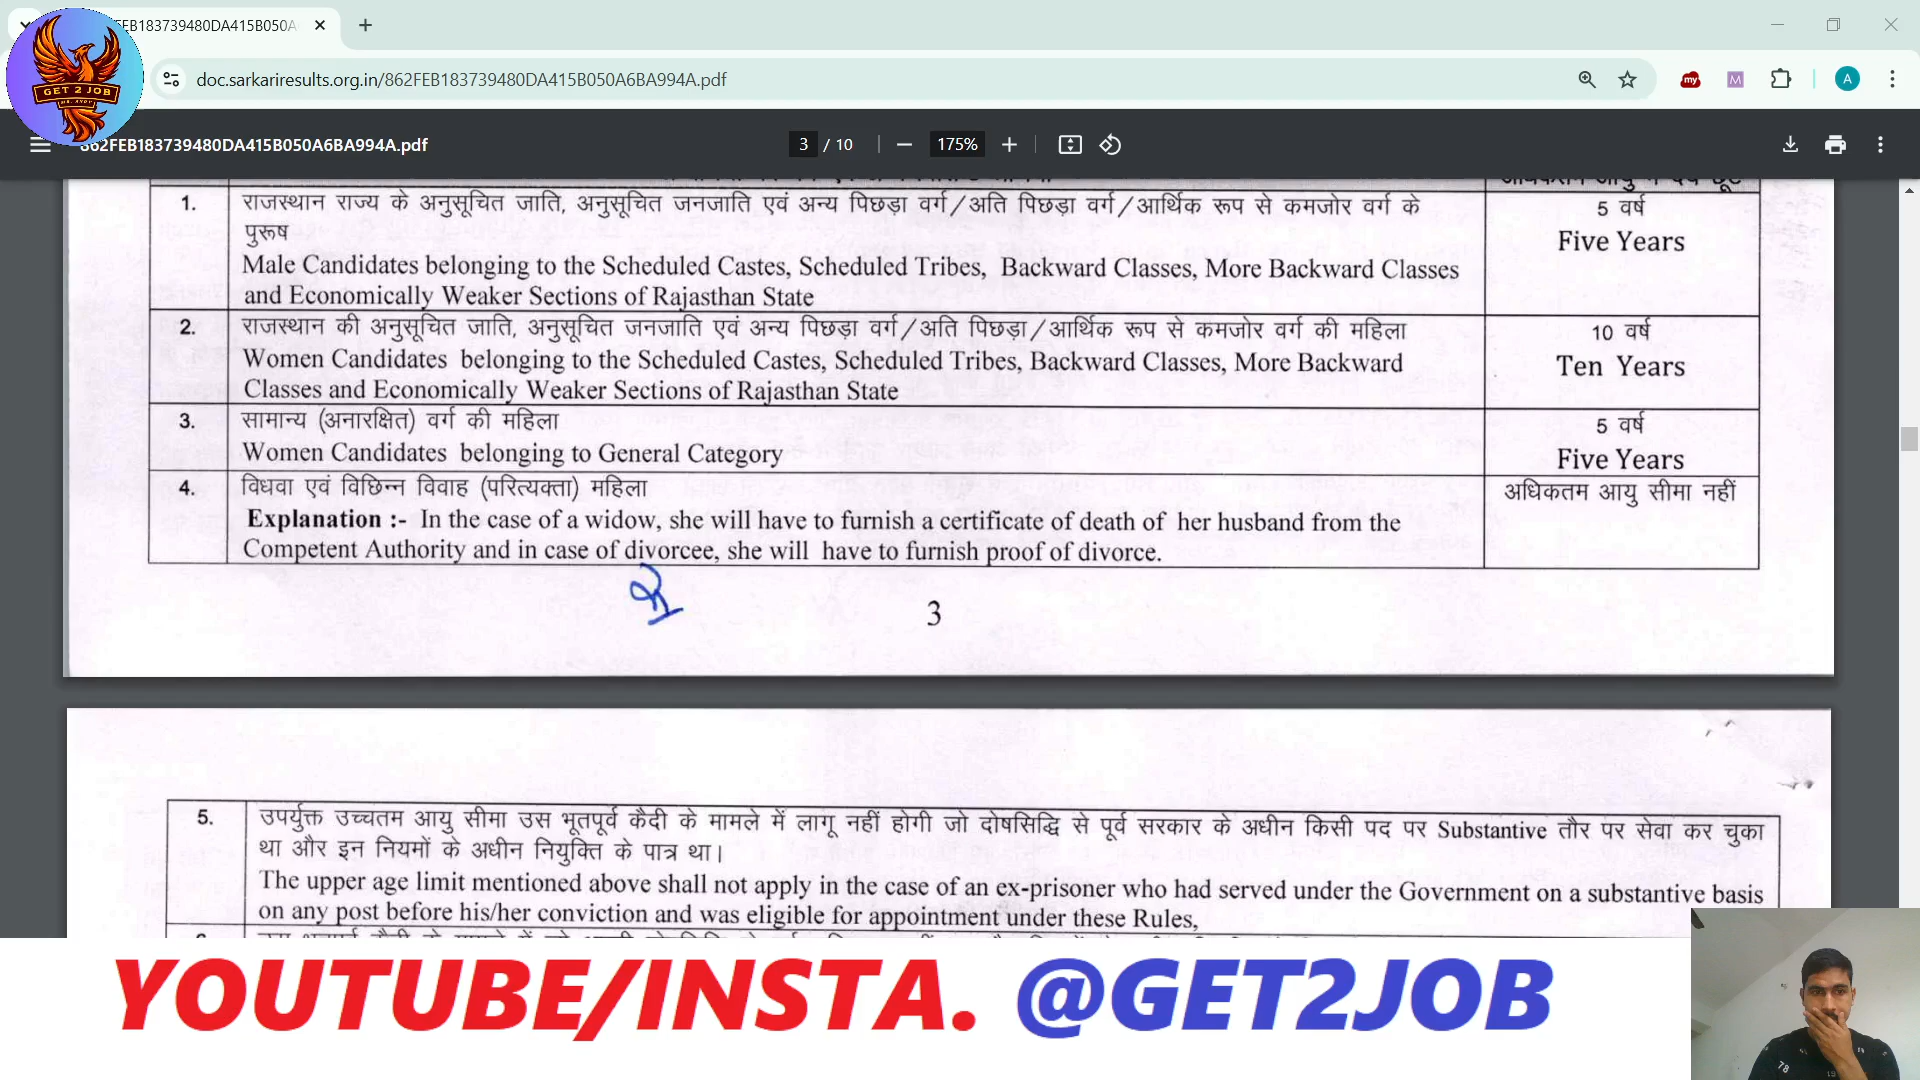 FEB183739480DA415B050A
doc.sarkariresults.org.in/862FEB183739480DA415B050A6BA994A.pdf
my
M
A
GET 2 JOB
MR. ANDY
862FEB183739480DA415B050A6BA994A.pdf
3 / 10
175%
1. राजस्थान राज्य के अनुसूचित जाति, अनुसूचित जनजाति एवं अन्य पिछड़ा वर्ग/अति पिछड़ा वर्ग/आर्थिक रूप से कमजोर वर्ग के
पुरूष
Male Candidates belonging to the Scheduled Castes, Scheduled Tribes, Backward Classes, More Backward Classes
and Economically Weaker Sections of Rajasthan State
5 वर्ष
Five Years
2. राजस्थान की अनुसूचित जाति, अनुसूचित जनजाति एवं अन्य पिछड़ा वर्ग/अति पिछड़ा/आर्थिक रूप से कमजोर वर्ग की महिला
Women Candidates belonging to the Scheduled Castes, Scheduled Tribes, Backward Classes, More Backward
Classes and Economically Weaker Sections of Rajasthan State
10 वर्ष
Ten Years
3. सामान्य (अनारक्षित) वर्ग की महिला
Women Candidates belonging to General Category
5 वर्ष
Five Years
4. विधवा एवं विछिन्न विवाह (परित्यक्ता) महिला
Explanation :- In the case of a widow, she will have to furnish a certificate of death of her husband from the
Competent Authority and in case of divorcee, she will have to furnish proof of divorce.
अधिकतम आयु सीमा नहीं
3
5. उपर्युक्त उच्चतम आयु सीमा उस भूतपूर्व कैदी के मामले में लागू नहीं होगी जो दोषसिद्धि से पूर्व सरकार के अधीन किसी पद पर Substantive तौर पर सेवा कर चुका
था और इन नियमों के अधीन नियुक्ति के पात्र था।
The upper age limit mentioned above shall not apply in the case of an ex-prisoner who had served under the Government on a substantive basis
on any post before his/her conviction and was eligible for appointment under these Rules,
YOUTUBE/INSTA. @GET2JOB
78